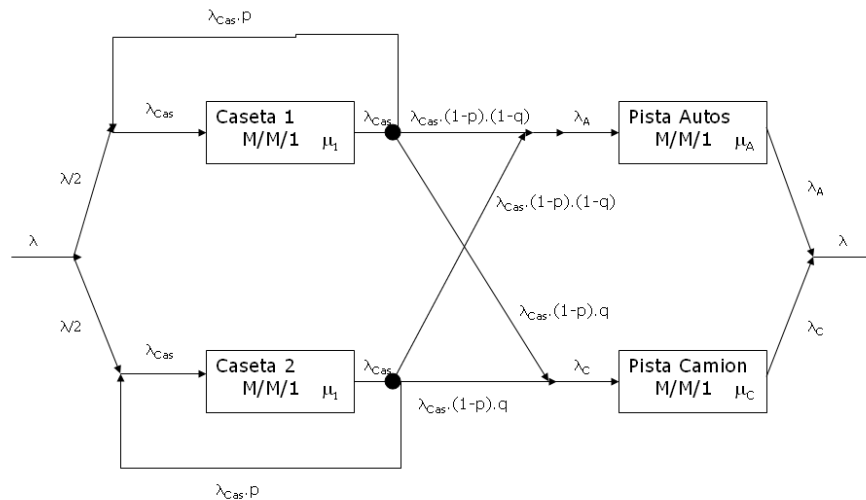 λCas.p
λCas
Caseta 1
M/M/1 μ1
λCas
λCas.(1-p).(1-q)
λA
Pista Autos
M/M/1 μA
λ/2
λCas.(1-p).(1-q)
λA
λ
λ
λCas.(1-p).q
λ/2
λC
λCas
Caseta 2
M/M/1 μ1
λCas
λC
Pista Camion
M/M/1 μC
λCas.(1-p).q
λCas.p